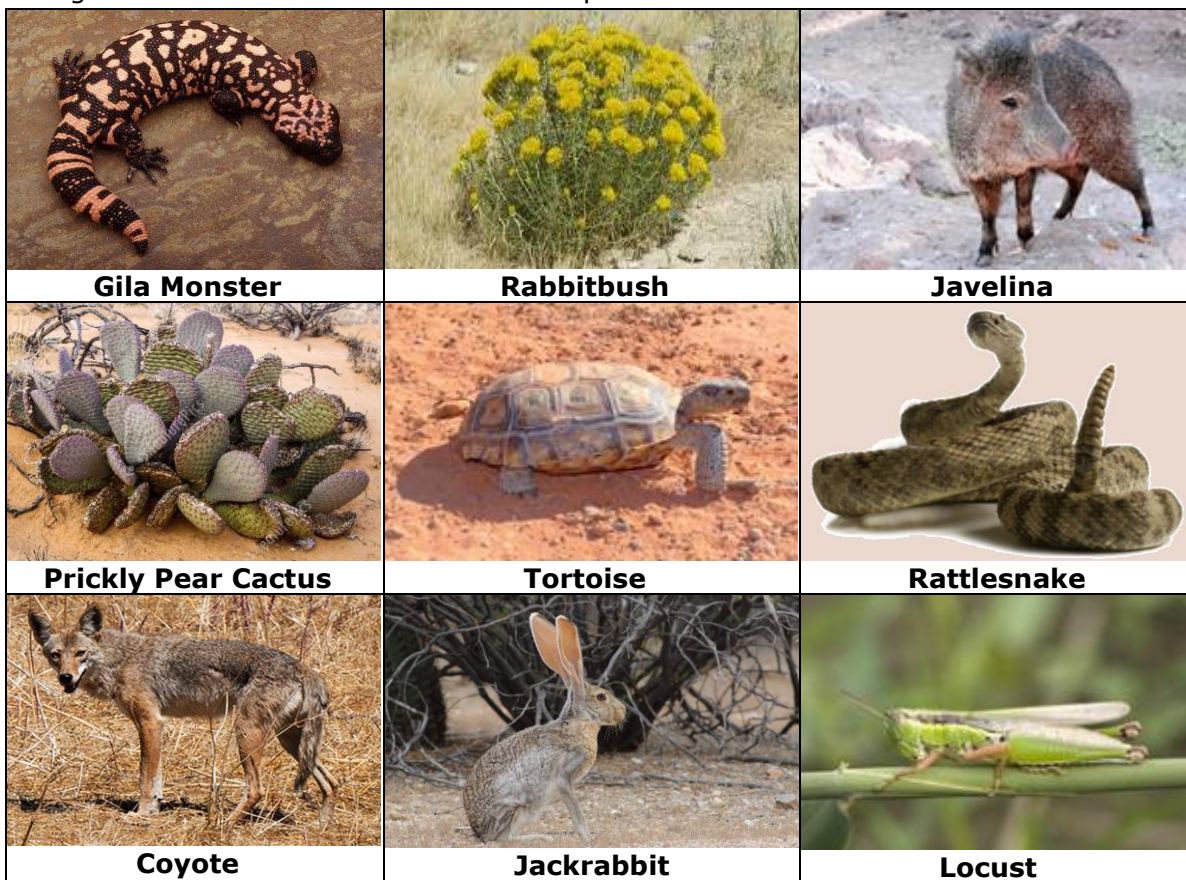 Gila Monster
Rabbitbush
Javelina
Prickly Pear Cactus
Tortoise
Rattlesnake
Coyote
Jackrabbit
Locust